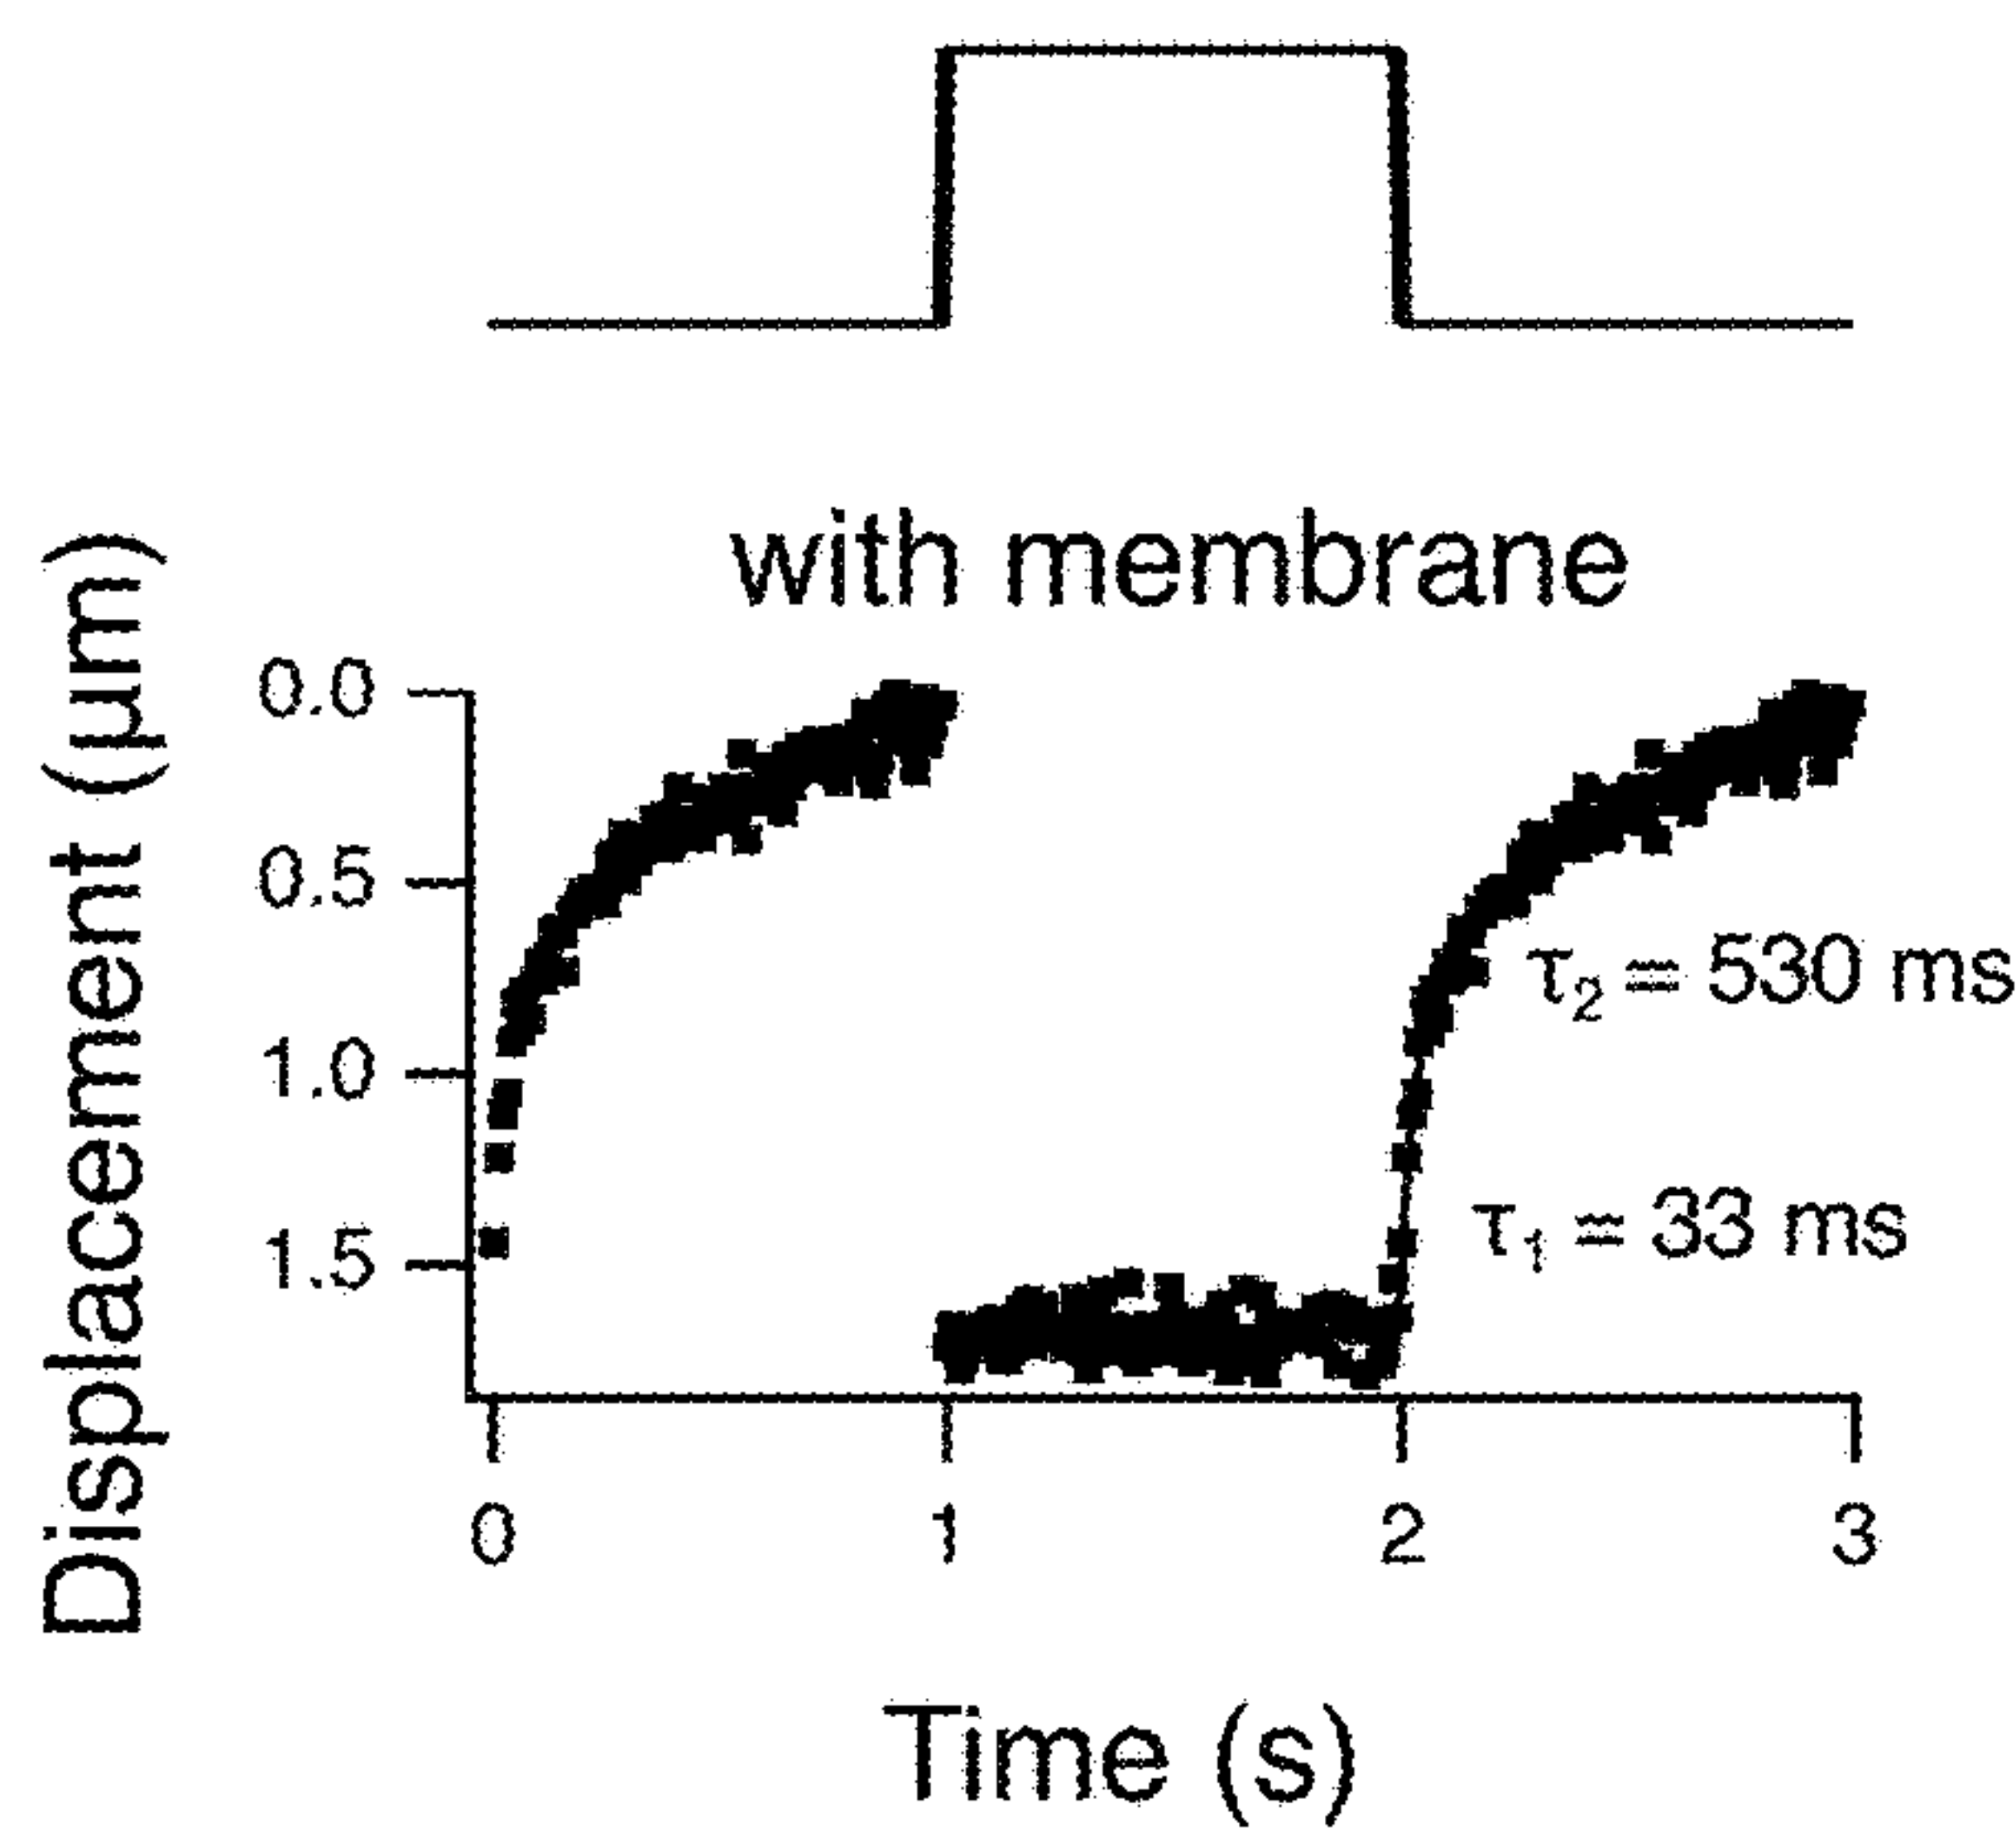 with membrane
Displacement (µm)
0.0
0.5
1.0
1.5
τ2 = 530 ms
τ1 = 33 ms
0 1 2 3
Time (s)